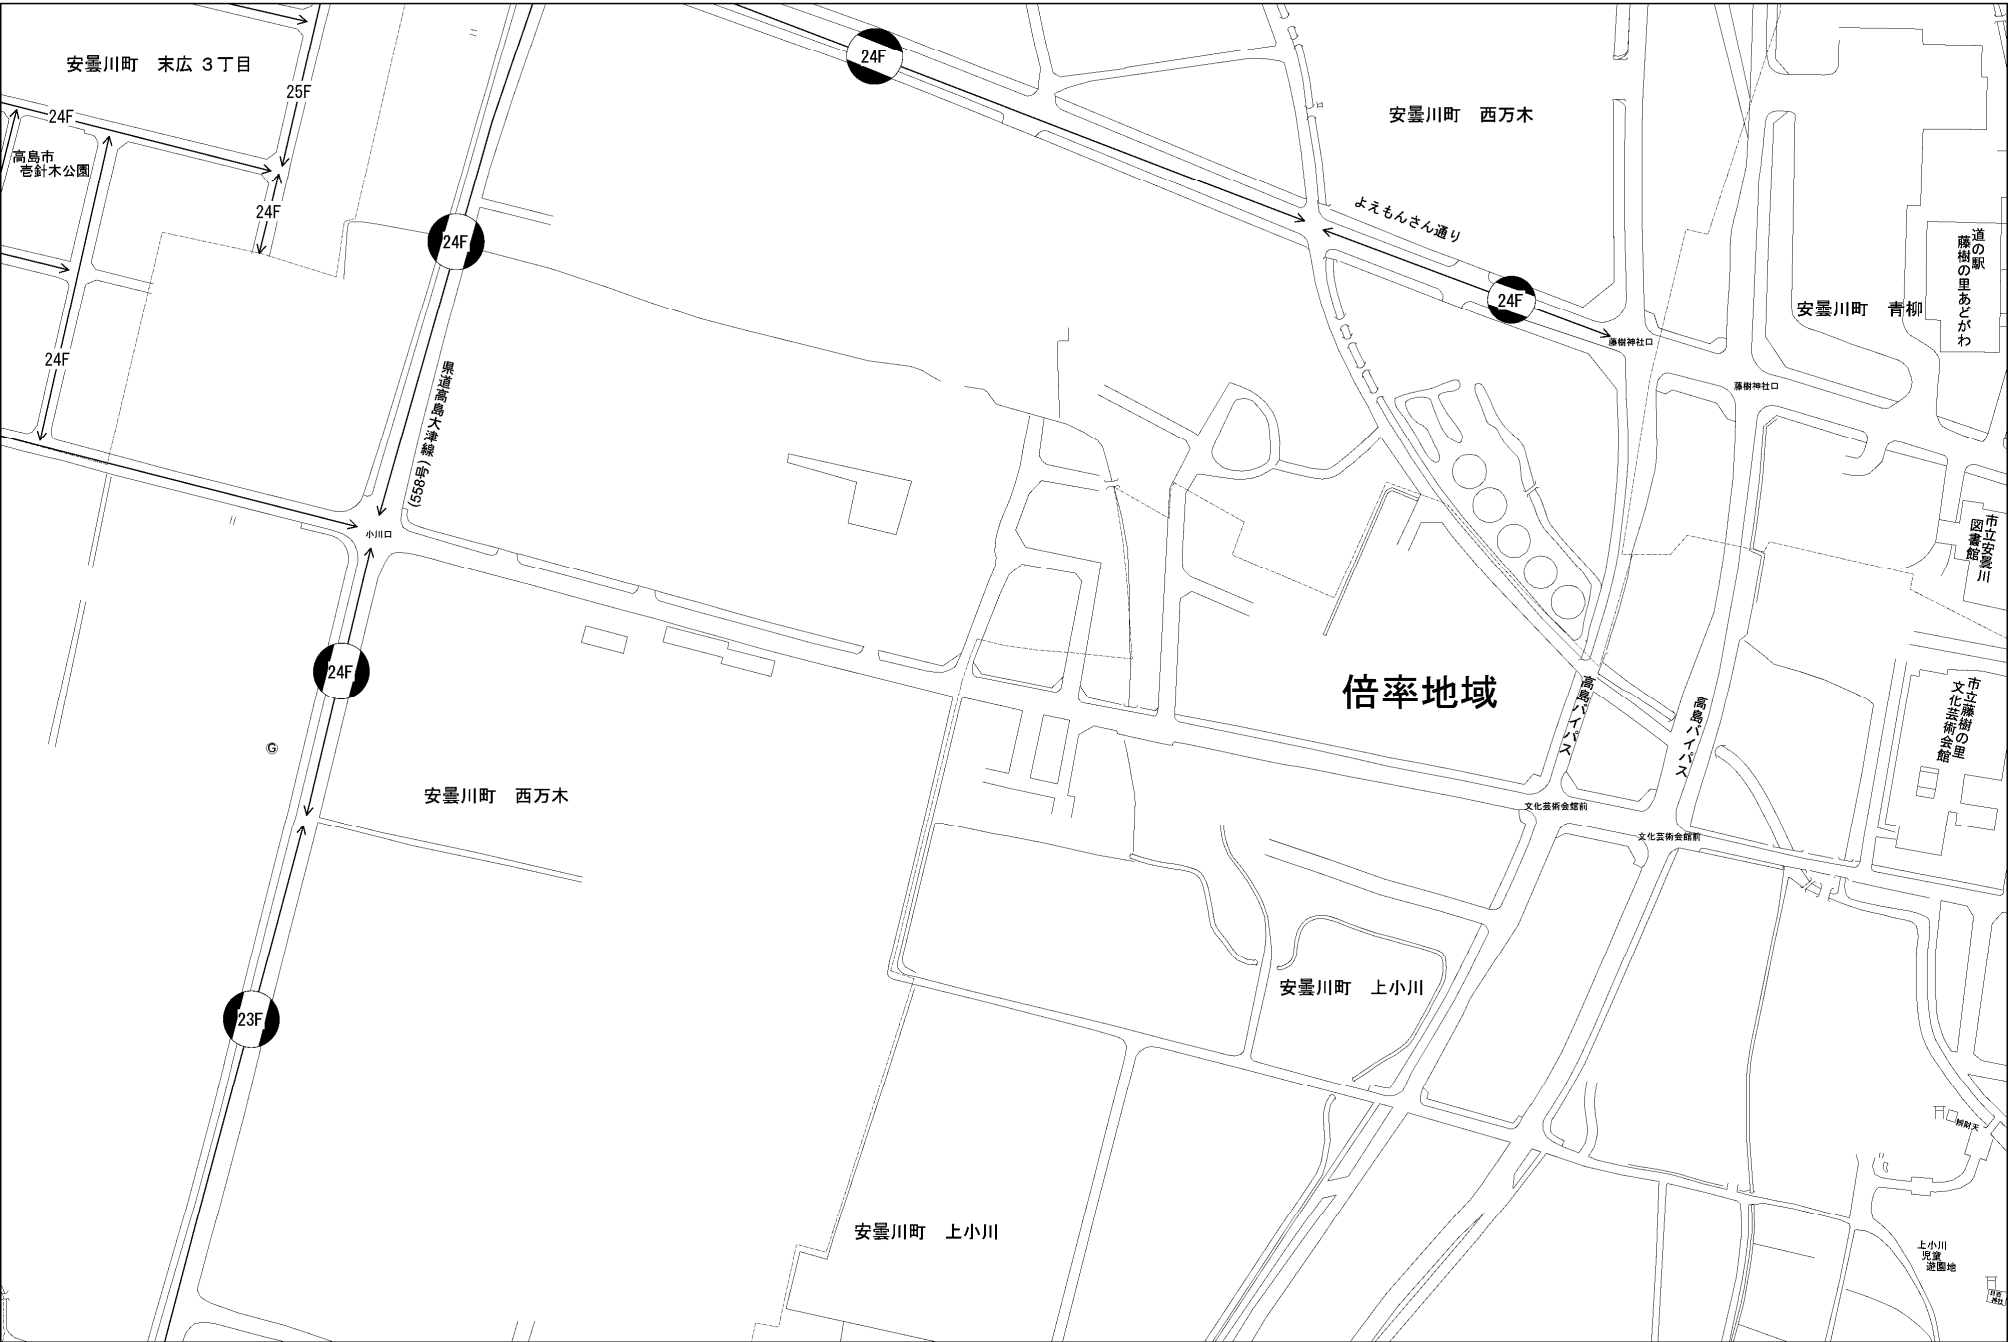 24F
安曇川町　末広 3丁目
25F
24F
安曇川町　西万木
高島市
壱針木公園
24F
よえもんさん通り
24F
道の駅
藤樹の里あどがわ
24F
安曇川町　青柳
藤樹神社口
24F
県道高島大津線
(558号)
藤樹神社口
小川口
市立安曇川
図書館
24F
倍率地域
高島バイパス
高島バイパス
市立藤樹の里
文化芸術会館
G
安曇川町　西万木
文化芸術会館前
文化芸術会館前
安曇川町　上小川
23F
辨財天
安曇川町　上小川
上小川
児童
遊園地
日吉
神社